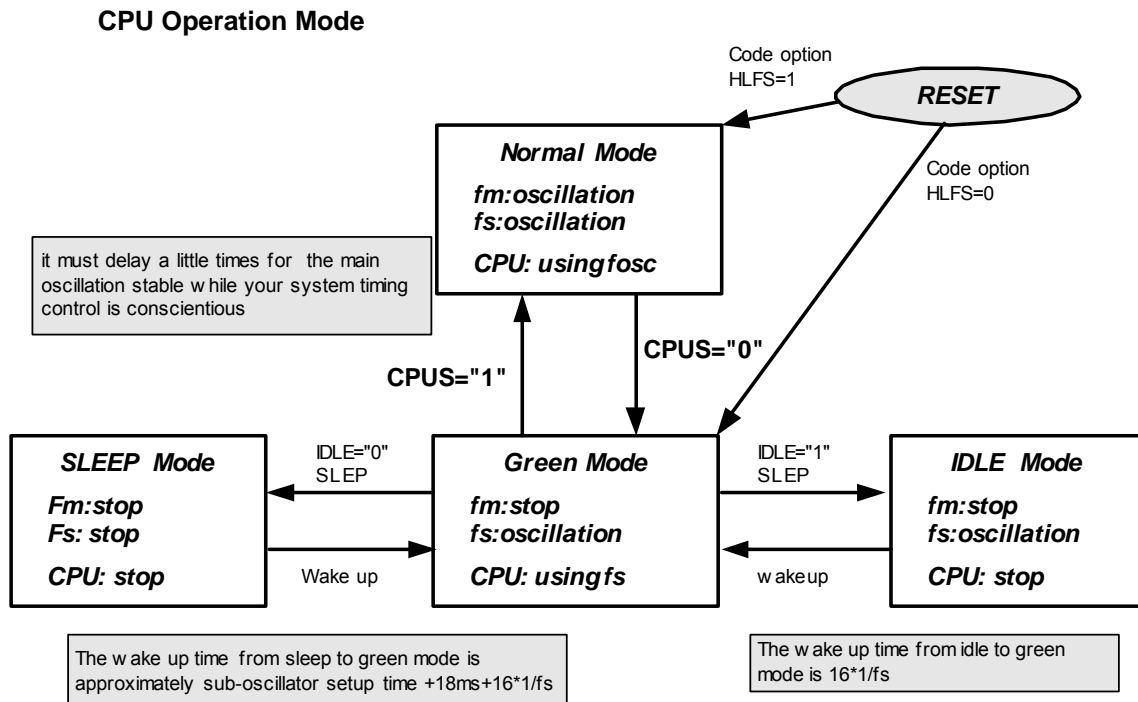 CPU Operation Mode
Code option
HLFS=1
RESET
Normal Mode
fm:oscillation
fs:oscillation
CPU: using fosc
Code option
HLFS=0
it must delay a little times for the main
oscillation stable while your system timing
control is conscientious
CPUS="1"
CPUS="0"
SLEEP Mode
Fm:stop
Fs: stop
CPU: stop
IDLE="0"
SLEP
Wake up
Green Mode
fm:stop
fs:oscillation
CPU: using fs
IDLE="1"
SLEP
wakeup
IDLE Mode
fm:stop
fs:oscillation
CPU: stop
The wake up time from sleep to green mode is
approximately sub-oscillator setup time +18ms+16*1/fs
The wake up time from idle to green
mode is 16*1/fs